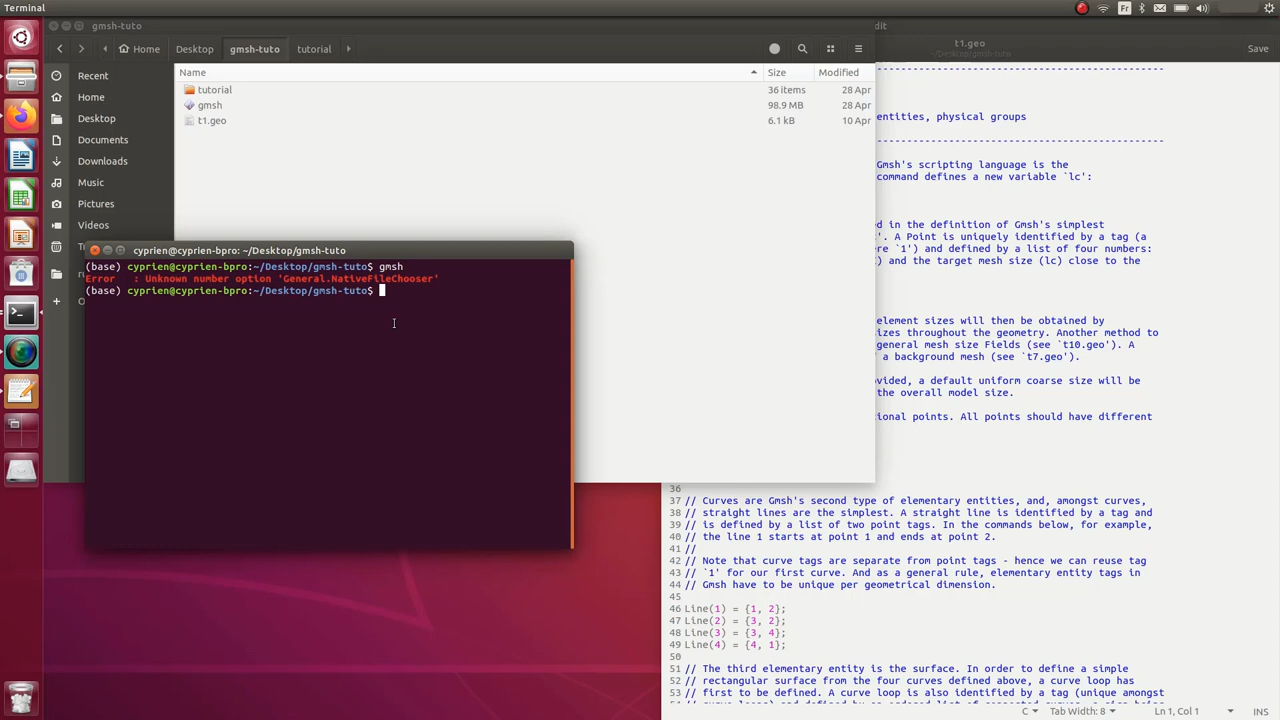 Terminal
Fr
gmsh-tuto
Home
Desktop
gmsh-tuto
tutorial
Name
Size
Modified
Recent
Home
Desktop
Documents
Downloads
Music
Pictures
Videos
tutorial
36 items
28 Apr
gmsh
98.9 MB
28 Apr
t1.geo
6.1 kB
10 Apr
cyprien@cyprien-bpro: ~/Desktop/gmsh-tuto
(base) cyprien@cyprien-bpro:~/Desktop/gmsh-tuto$ gmsh
Error   : Unknown number option 'General.NativeFileChooser'
(base) cyprien@cyprien-bpro:~/Desktop/gmsh-tuto$
dit
t1.geo
~/Desktop/gmsh-tuto
Save
entities, physical groups
Gmsh's scripting language is the
command defines a new variable `lc':
d in the definition of Gmsh's simplest
'. A Point is uniquely identified by a tag (a
`1') and defined by a list of four numbers:
and the target mesh size (lc) close to the
element sizes will then be obtained by
izes throughout the geometry. Another method to
general mesh size Fields (see `t10.geo'). A
a background mesh (see `t7.geo').
ovided, a default uniform coarse size will be
the overall model size.
ional points. All points should have different
36
37 // Curves are Gmsh's second type of elementary entities, and, amongst curves,
38 // straight lines are the simplest. A straight line is identified by a tag and
39 // is defined by a list of two point tags. In the commands below, for example,
40 // the line 1 starts at point 1 and ends at point 2.
41 //
42 // Note that curve tags are separate from point tags - hence we can reuse tag
43 // `1' for our first curve. And as a general rule, elementary entity tags in
44 // Gmsh have to be unique per geometrical dimension.
45
46 Line(1) = {1, 2};
47 Line(2) = {3, 2};
48 Line(3) = {3, 4};
49 Line(4) = {4, 1};
50
51 // The third elementary entity is the surface. In order to define a simple
52 // rectangular surface from the four curves defined above, a curve loop has
53 // first to be defined. A curve loop is also identified by a tag (unique amongst
C
Tab Width: 8
Ln 1, Col 1
INS